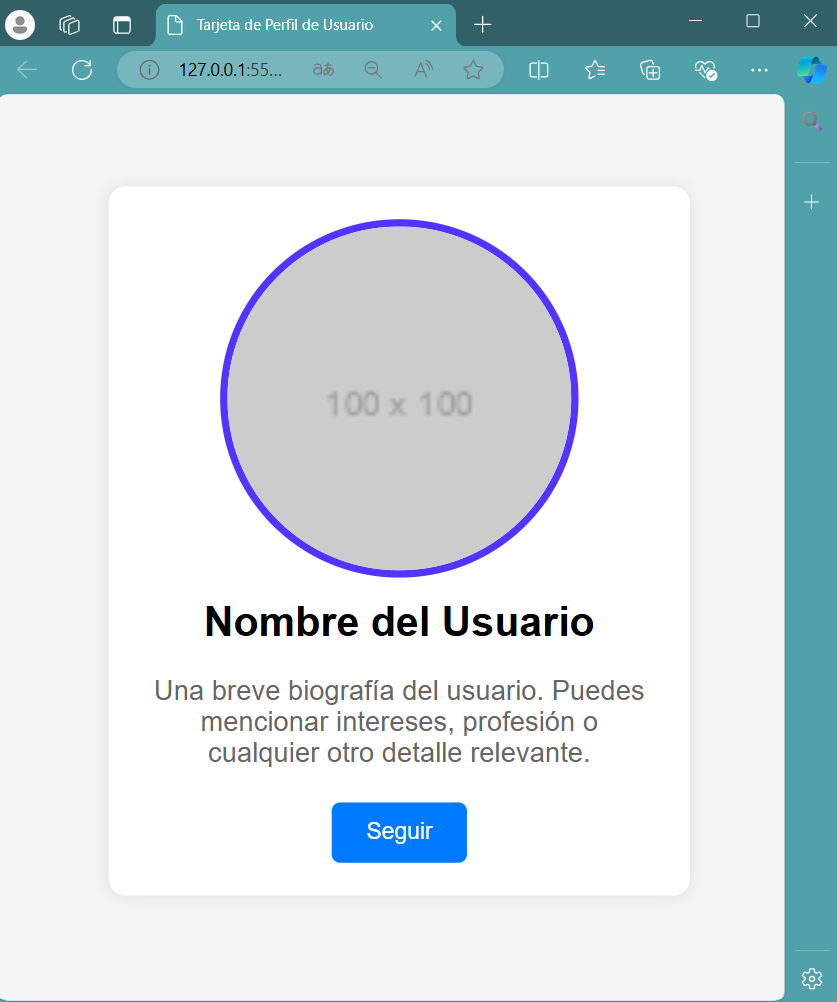 Tarjeta de Perfil de Usuario
127.0.0.1:55...
100 x 100
Nombre del Usuario
Una breve biografía del usuario. Puedes
mencionar intereses, profesión o
cualquier otro detalle relevante.
Seguir